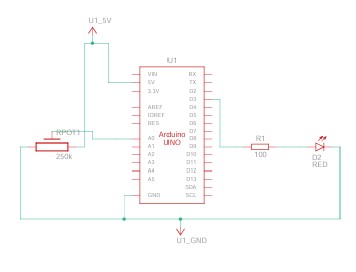 U1_5V
IU1
VIN
5V
3.3V
AREF
IOREF
RES
A0
A1
A2
A3
A4
A5
GND
Arduino
UNO
RX
TX
D2
D3
D4
D5
D6
D7
D8
D9
D10
D11
D12
D13
SDA
SCL
RPOT1
250k
R1
100
D2
RED
U1_GND